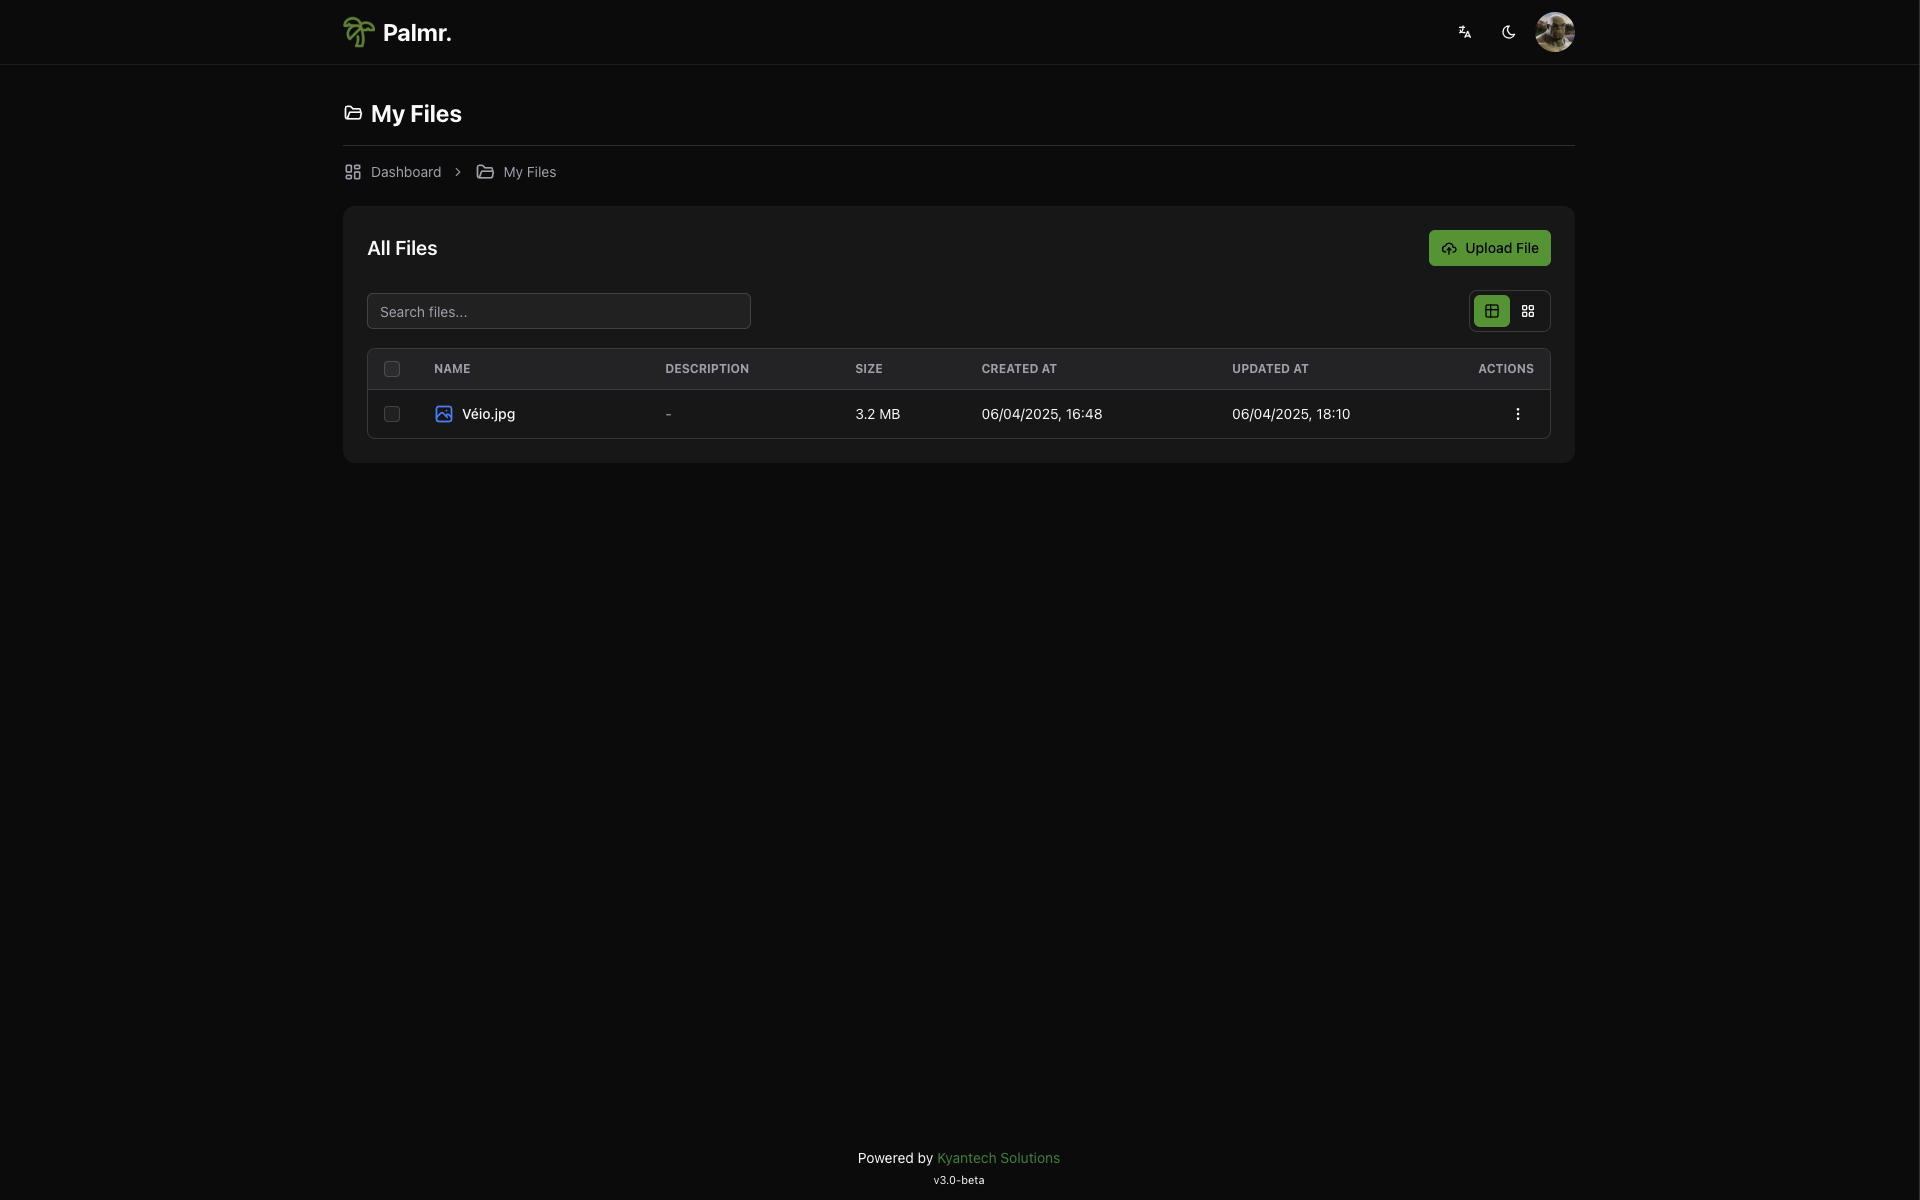 Palmr.
My Files
Dashboard My Files
All Files
Upload File
Search files...
NAME DESCRIPTION SIZE CREATED AT UPDATED AT ACTIONS
Véio.jpg - 3.2 MB 06/04/2025, 16:48 06/04/2025, 18:10
Powered by Kyantech Solutions
v3.0-beta